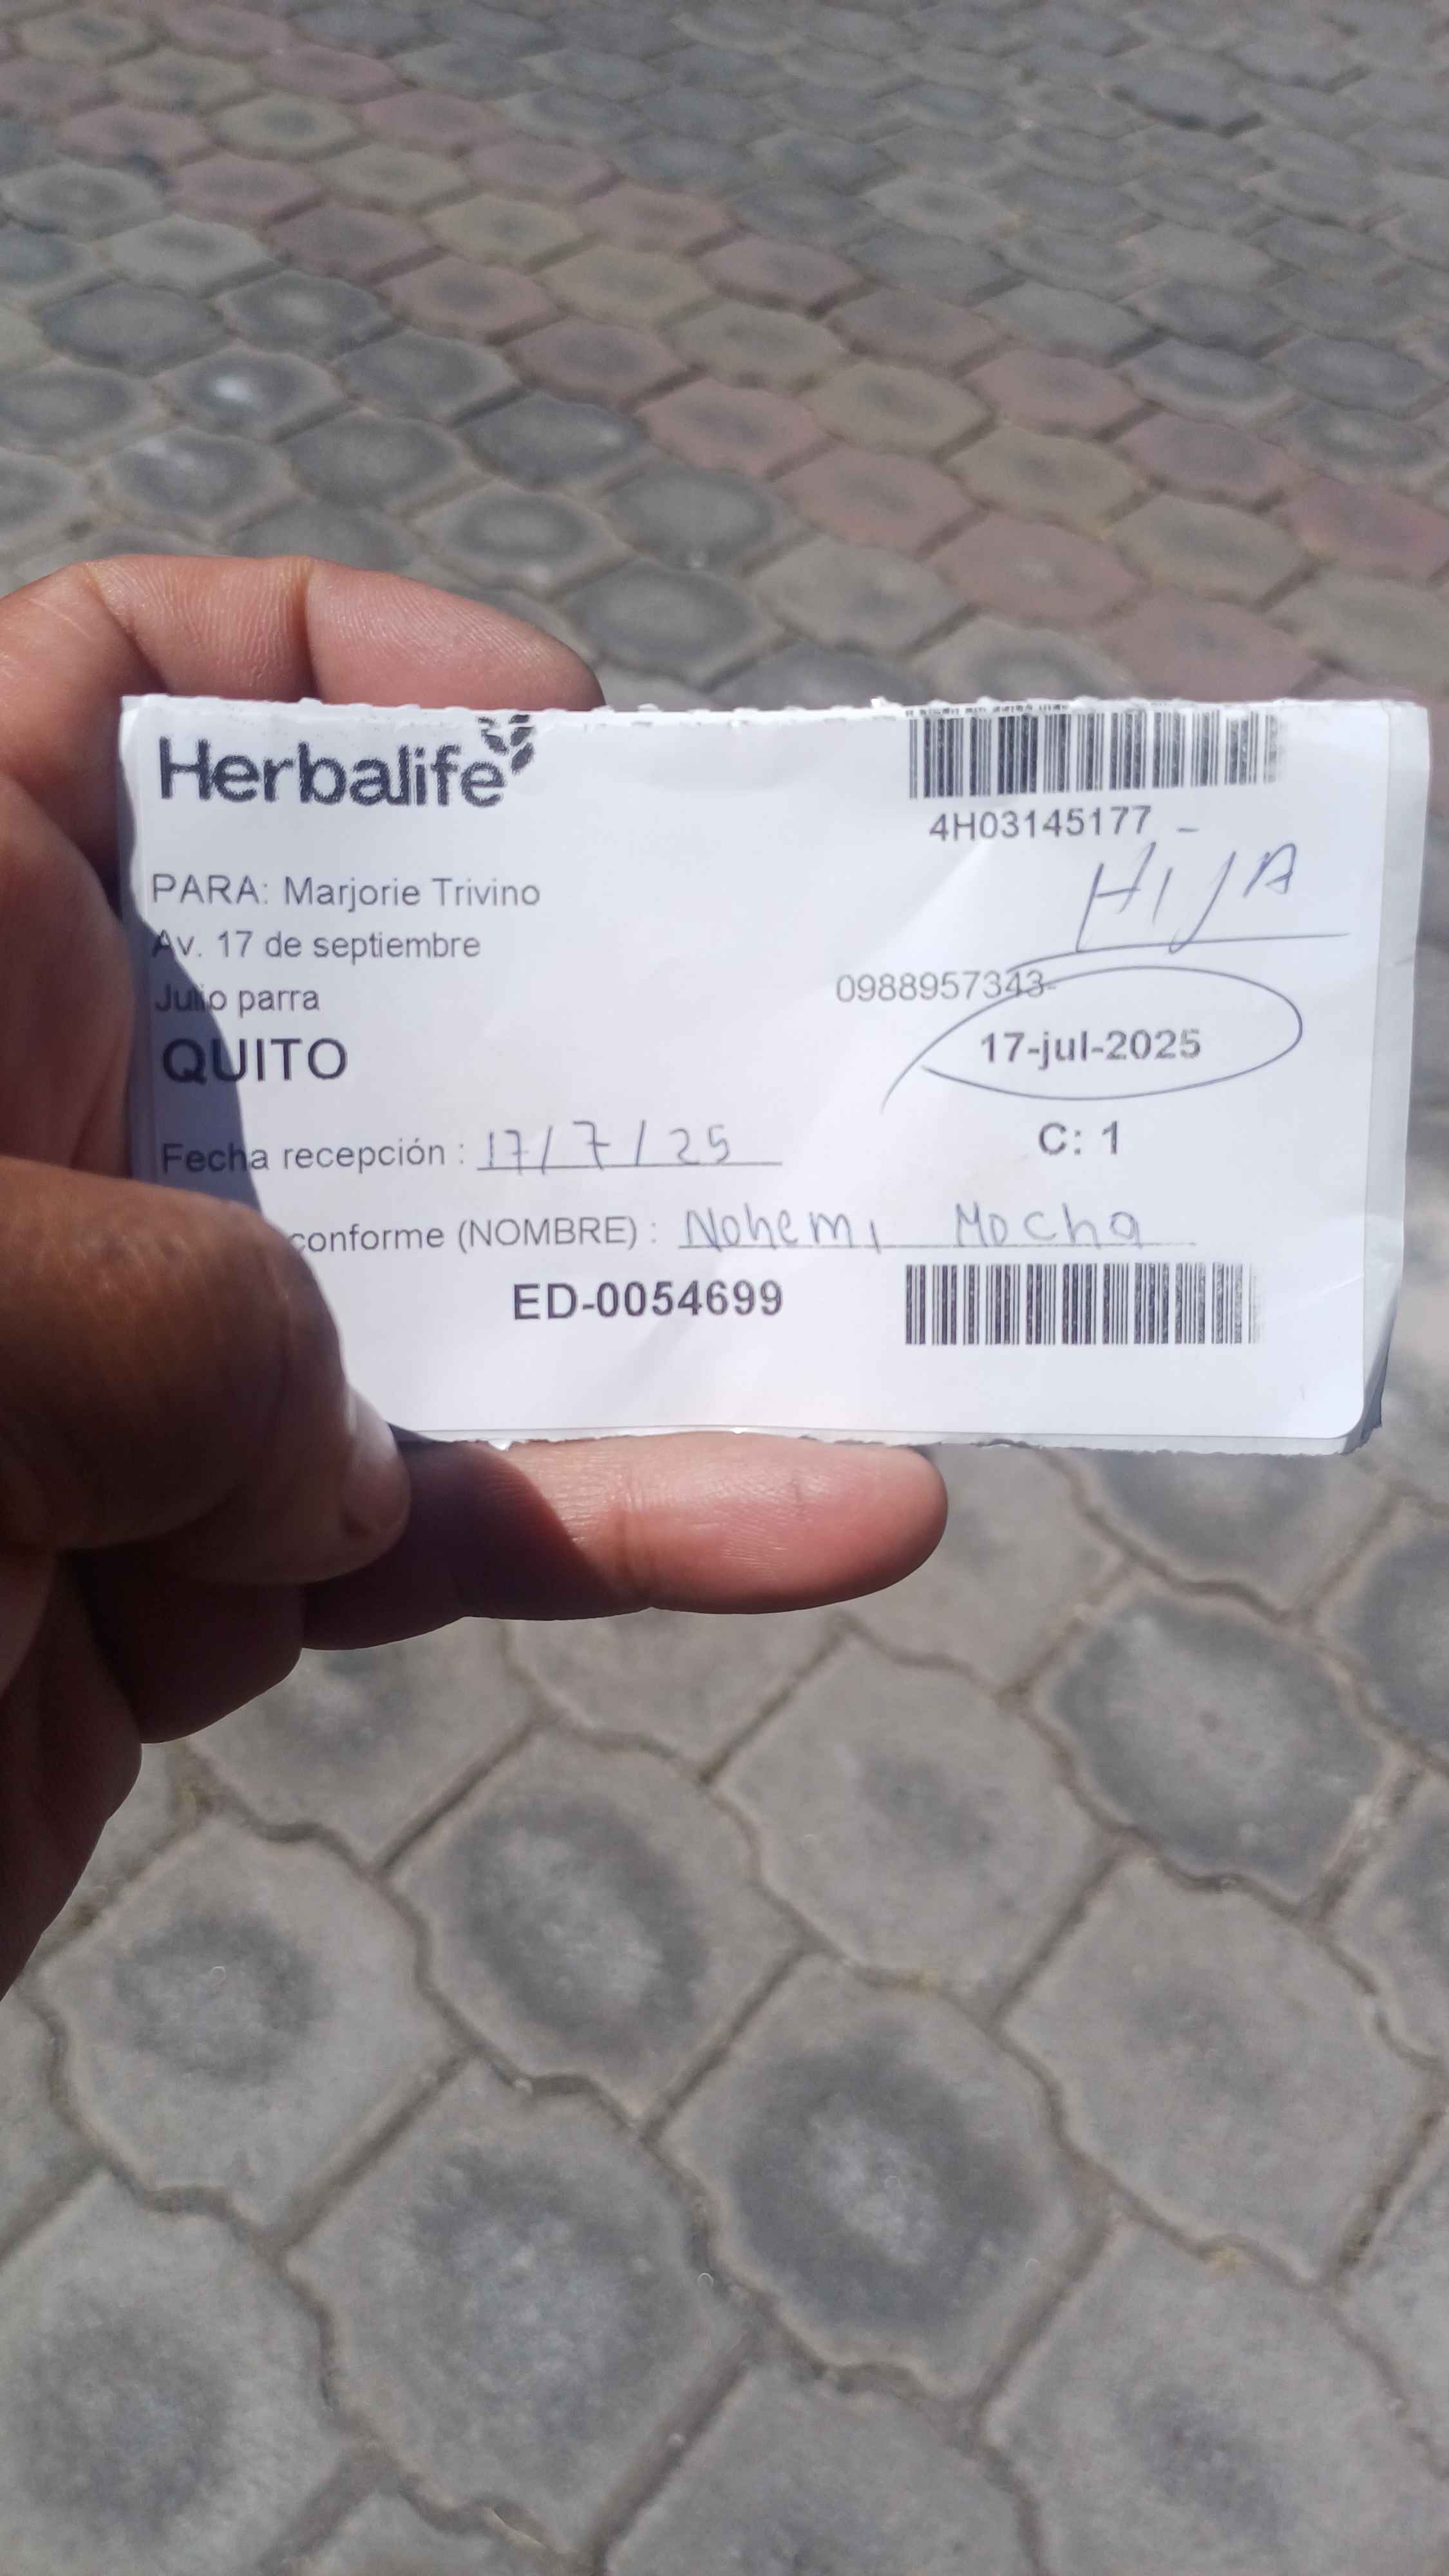 Herbalife
4H03145177
HIJA
PARA: Marjorie Trivino
Av. 17 de septiembre
Julio parra
0988957343-
QUITO
17-jul-2025
C: 1
Fecha recepción : 17/7/25
conforme (NOMBRE) : Nohemi Mocha
ED-0054699